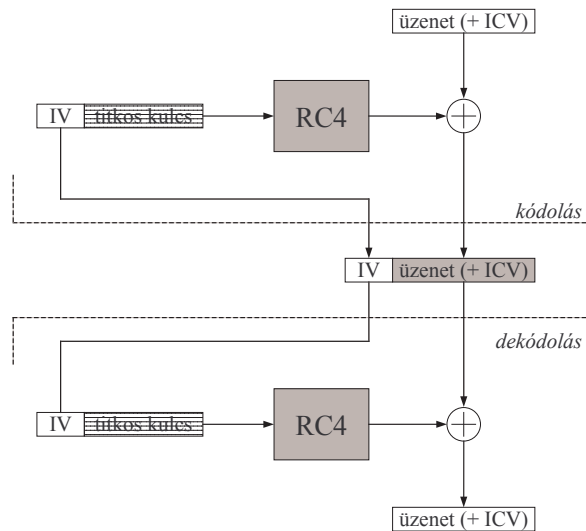 üzenet (+ ICV)
IV titkos kulcs
RC4
kódolás
IV üzenet (+ ICV)
dekódolás
IV titkos kulcs
RC4
üzenet (+ ICV)